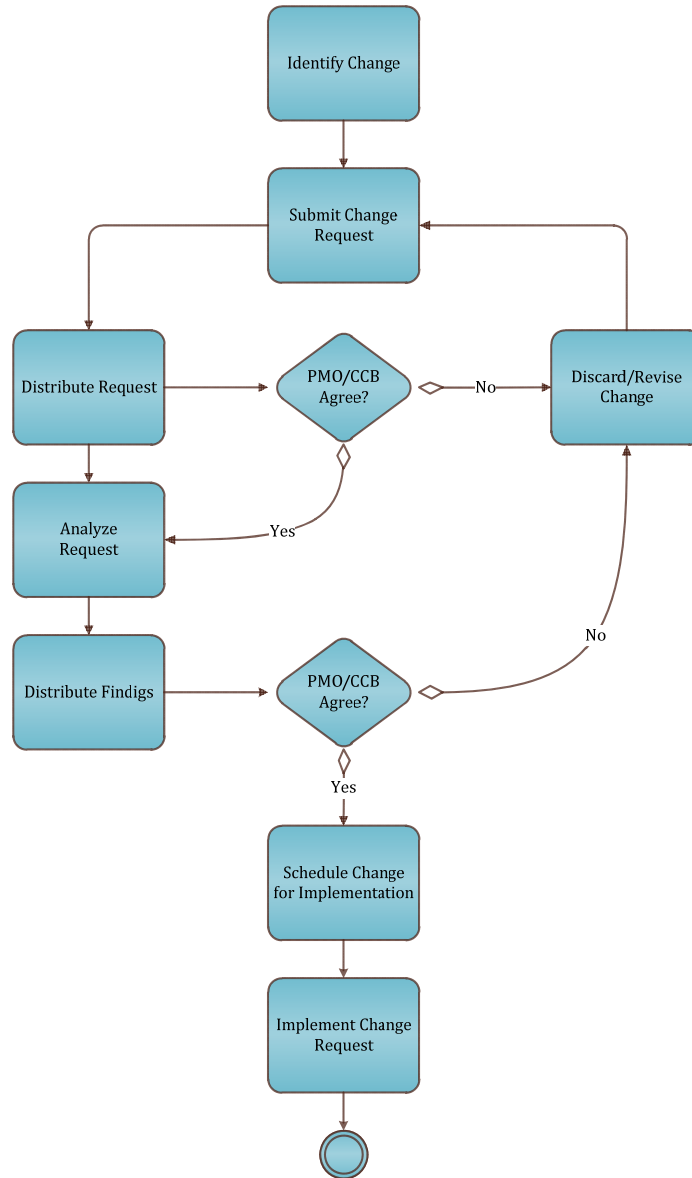 Identify Change
Submit Change
Request
Distribute Request
PMO/CCB
Agree?
No
Discard/Revise
Change
Yes
Analyze
Request
Distribute Findigs
PMO/CCB
Agree?
No
Yes
Schedule Change
for Implementation
Implement Change
Request